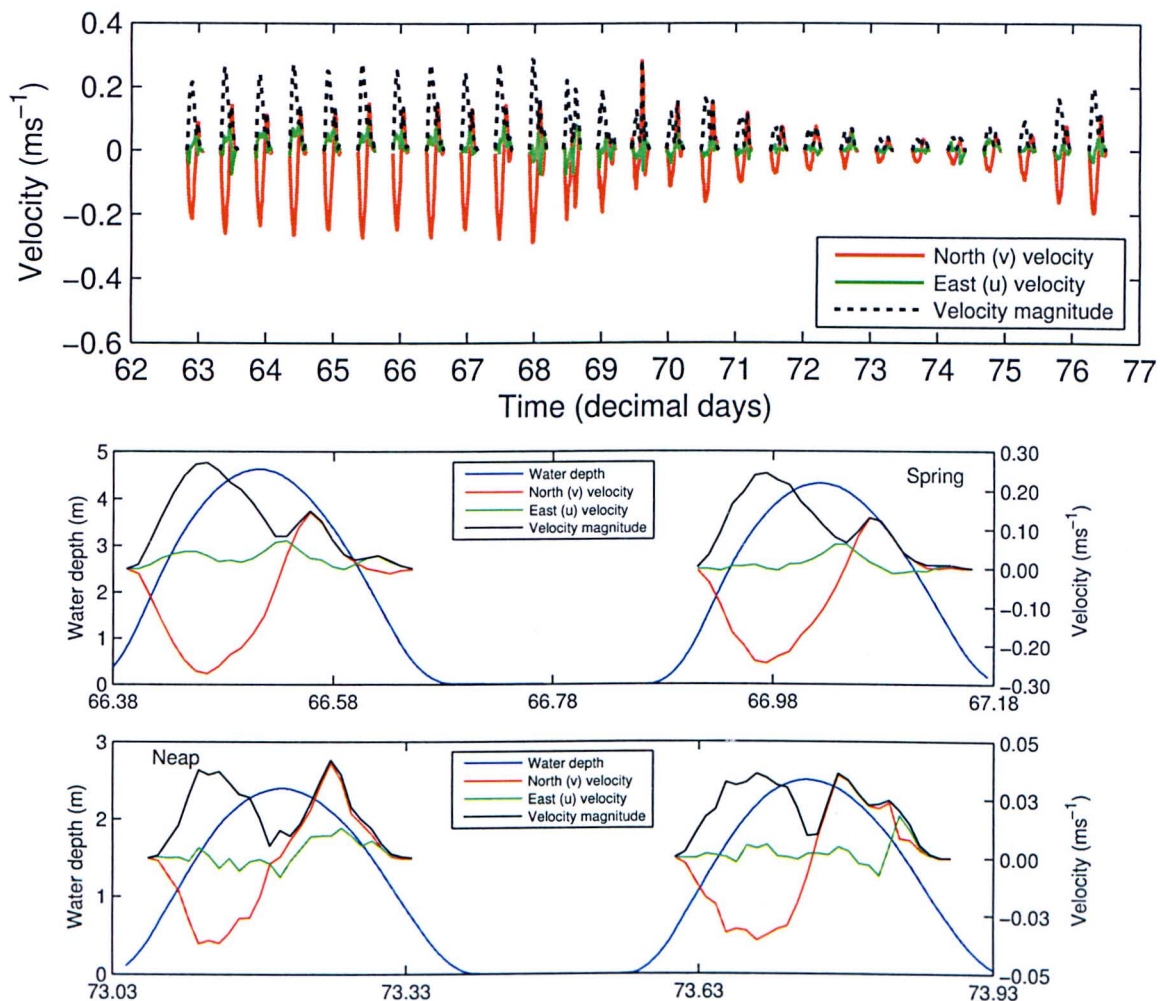 0.4
0.2
0
−0.2
−0.4
−0.6
Velocity (ms⁻¹)
North (v) velocity
East (u) velocity
Velocity magnitude
62 63 64 65 66 67 68 69 70 71 72 73 74 75 76 77
Time (decimal days)
5
4
3
2
1
0
Water depth (m)
Water depth
North (v) velocity
East (u) velocity
Velocity magnitude
Spring
0.30
0.20
0.10
0.00
−0.10
−0.20
−0.30
Velocity (ms⁻¹)
66.38 66.58 66.78 66.98 67.18
3
2
1
0
Water depth (m)
Neap
Water depth
North (v) velocity
East (u) velocity
Velocity magnitude
0.05
0.03
0.00
−0.03
−0.05
Velocity (ms⁻¹)
73.03 73.33 73.63 73.93